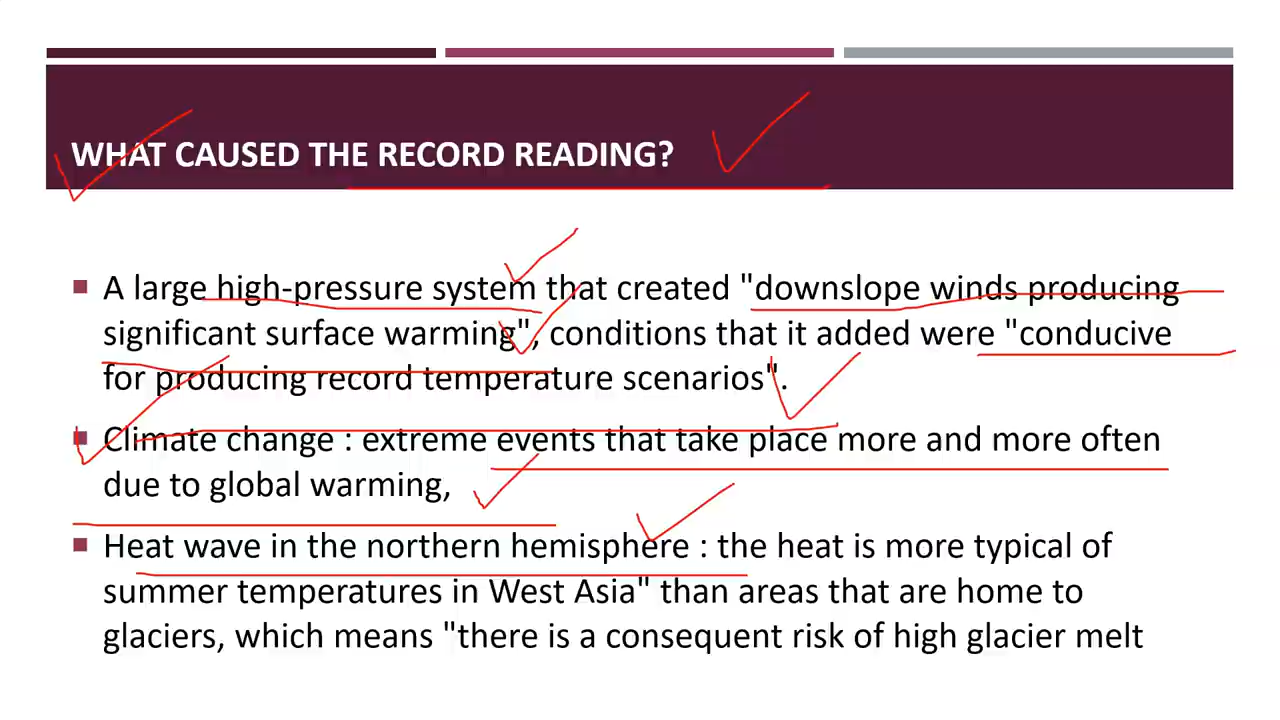 WHAT CAUSED THE RECORD READING?
A large high-pressure system that created "downslope winds producing
significant surface warming", conditions that it added were "conducive
for producing record temperature scenarios".
Climate change : extreme events that take place more and more often
due to global warming,
Heat wave in the northern hemisphere : the heat is more typical of
summer temperatures in West Asia" than areas that are home to
glaciers, which means "there is a consequent risk of high glacier melt